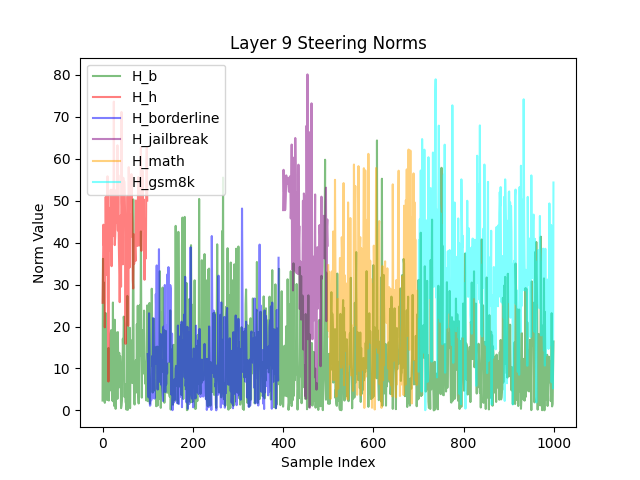 Layer 9 Steering Norms
80
70
60
50
40
30
20
10
0
Norm Value
H_b
H_h
H_borderline
H_jailbreak
H_math
H_gsm8k
0
200
400
600
800
1000
Sample Index